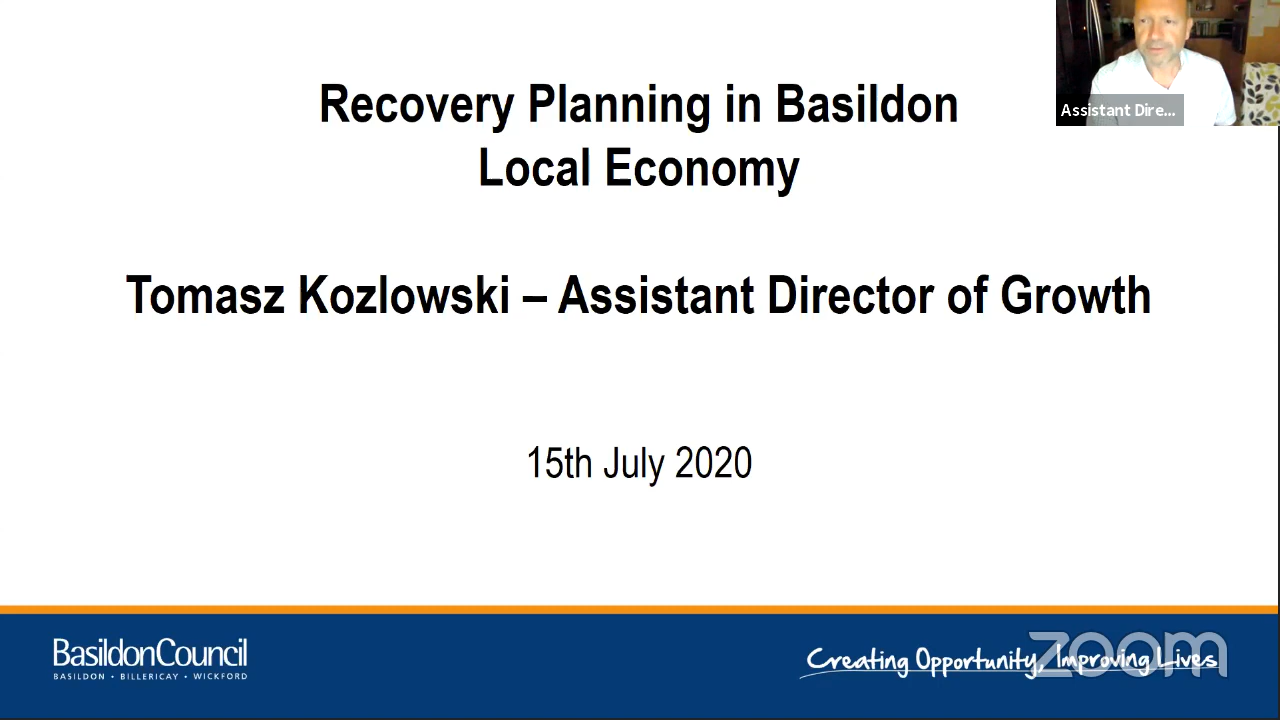 Assistant Dire...
Recovery Planning in Basildon
Local Economy
Tomasz Kozlowski – Assistant Director of Growth
15th July 2020
BasildonCouncil
BASILDON • BILLERICAY • WICKFORD
Creating Opportunity, Improving Lives
zoom